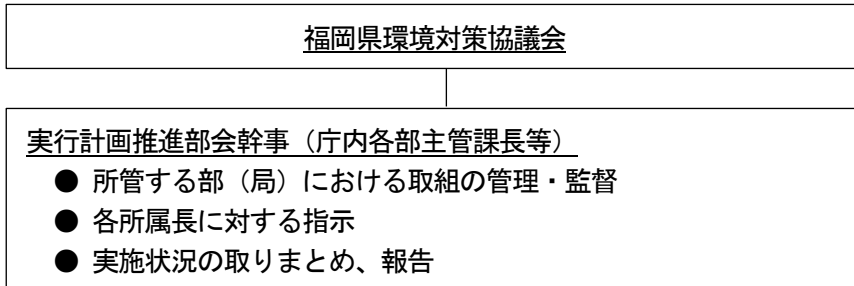 福岡県環境対策協議会
実行計画推進部会幹事（庁内各部主管課長等）
● 所管する部（局）における取組の管理・監督
● 各所属長に対する指示
● 実施状況の取りまとめ、報告